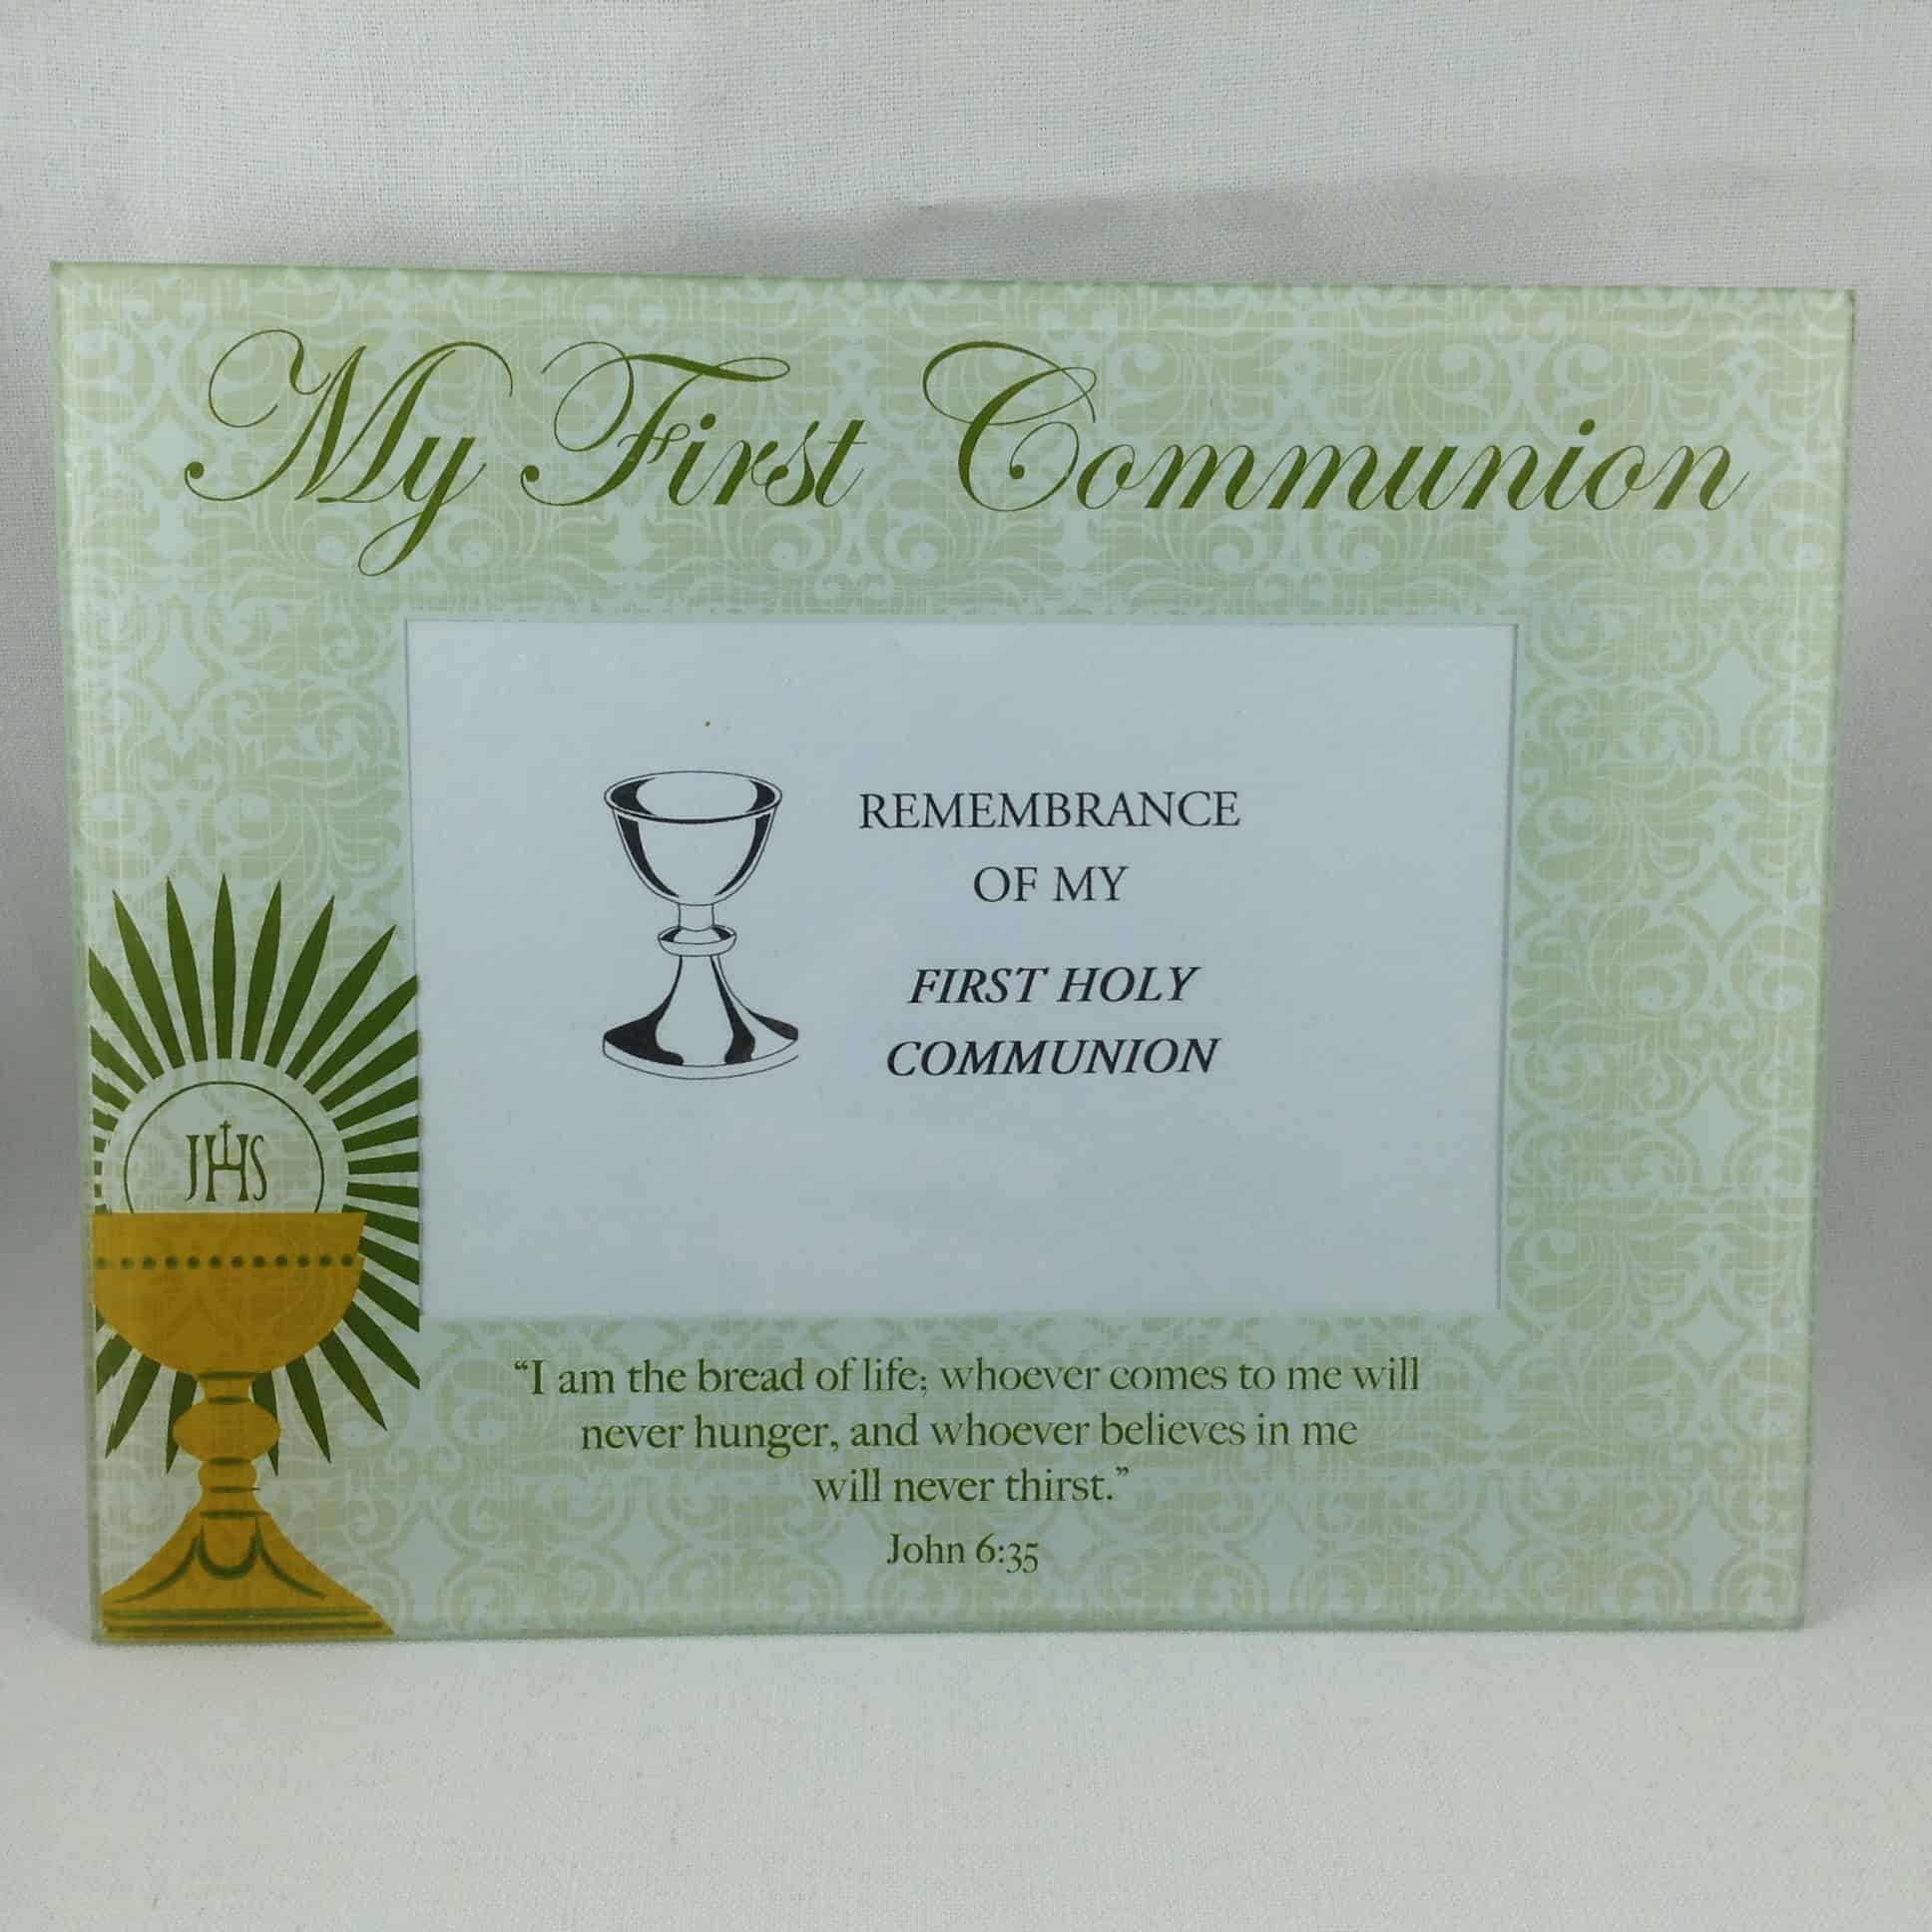 My First Communion
REMEMBRANCE
OF MY
FIRST HOLY
COMMUNION
JHS
“I am the bread of life; whoever comes to me will
never hunger, and whoever believes in me
will never thirst.”
John 6:35